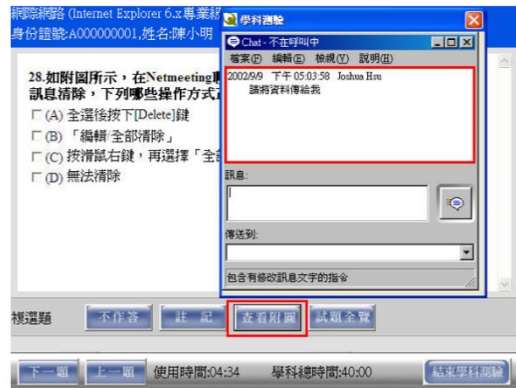 網際網路 (Internet Explorer 6.x專業級
身份證號:A000000001,姓名:陳小明
28.如附圖所示，在Netmeeting
訊息清除，下列哪些操作方式
(A) 全選後按下[Delete]鍵
(B) 「編輯/全部清除」
(C) 按滑鼠右鍵，再選擇「全
(D) 無法清除
學科測驗
Chat - 不在呼叫中
檔案(F) 編輯(E) 檢視(V) 說明(H)
2002/9/9 下午 05:03:58 Joshua Hsu
請將資料傳給我
訊息:
傳送到:
包含有修改訊息文字的指令
視選題 不作答 註 記 查看附圖 試題全覽
下一題 上一題 使用時間:04:34 學科總時間:40:00 結束學科測驗